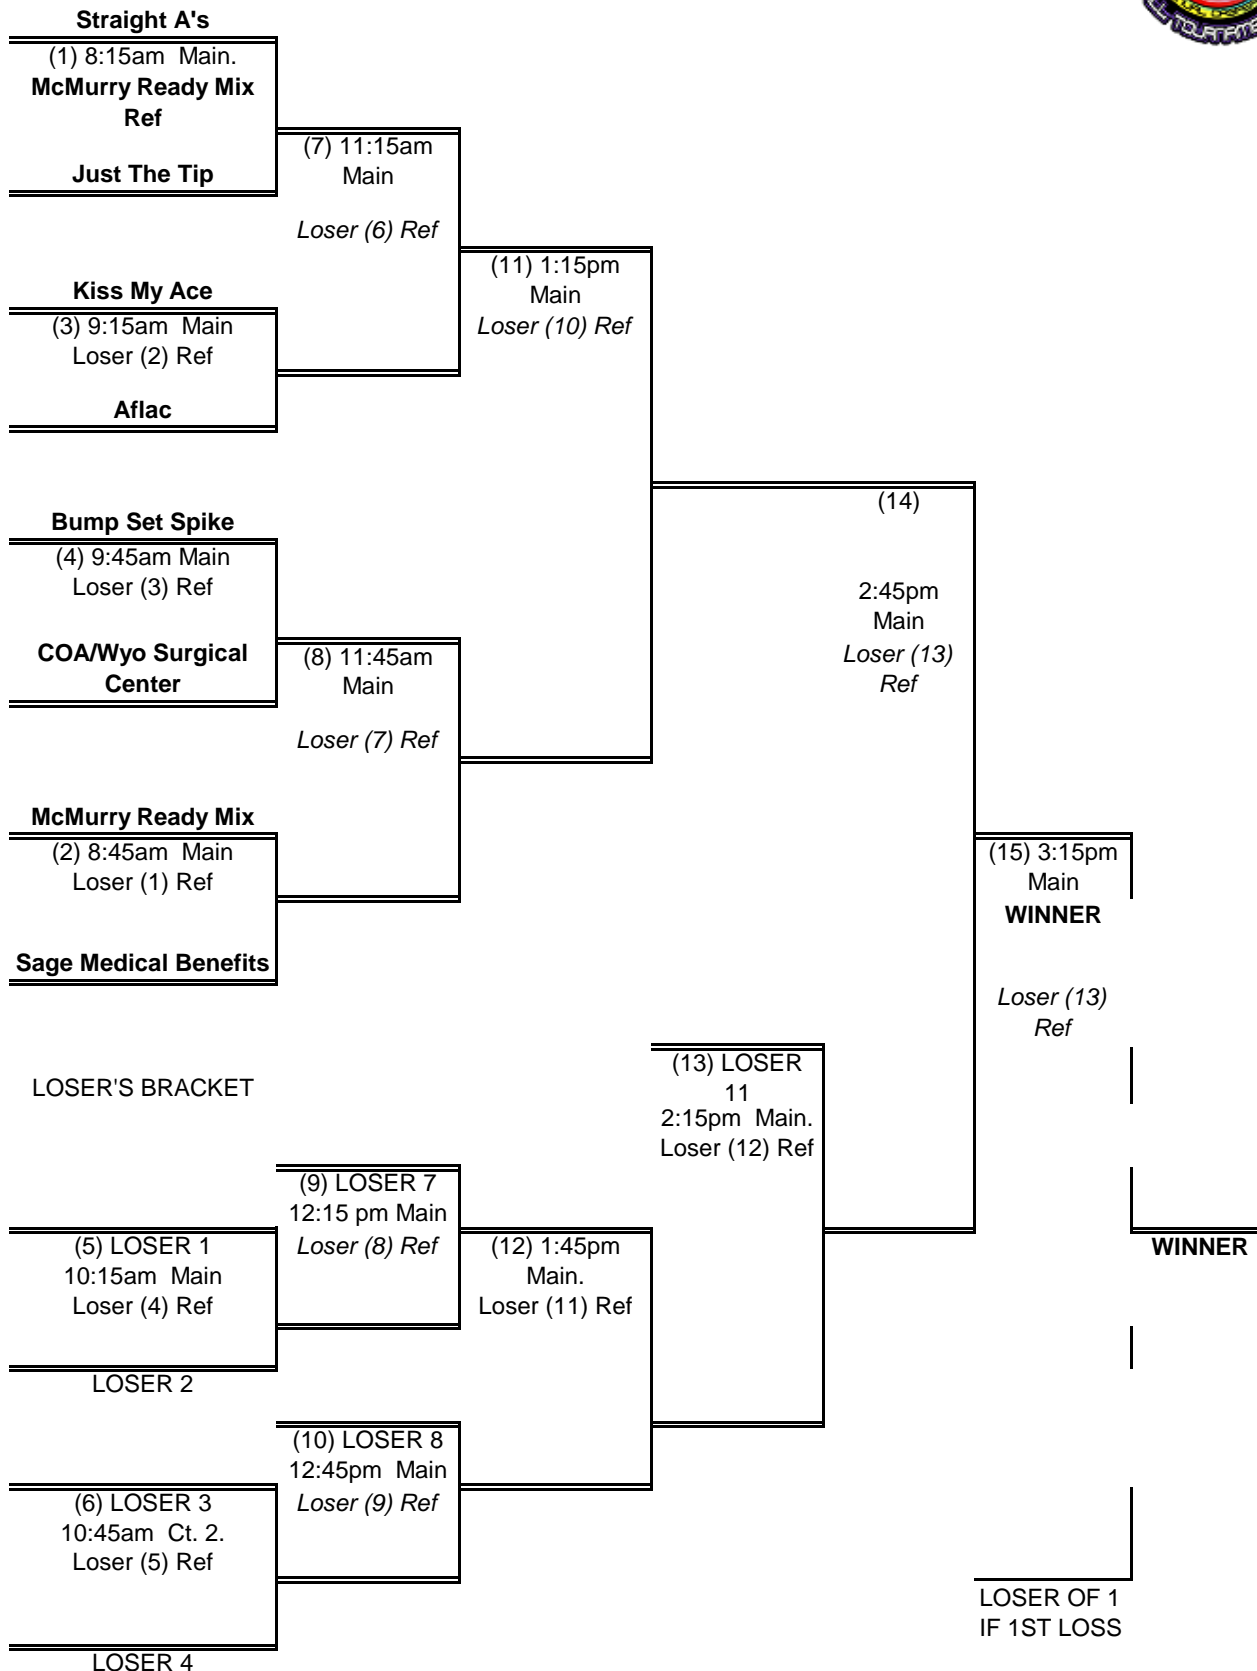 Straight A's
(1) 8:15am  Main.
McMurry Ready Mix
Ref
Just The Tip
(7) 11:15am
Main
Loser (6) Ref
Kiss My Ace
(3) 9:15am  Main
Loser (2) Ref
Aflac
(11) 1:15pm
Main
Loser (10) Ref
Bump Set Spike
(4) 9:45am Main
Loser (3) Ref
COA/Wyo Surgical
Center
(8) 11:45am
Main
Loser (7) Ref
McMurry Ready Mix
(2) 8:45am  Main
Loser (1) Ref
Sage Medical Benefits
(14)
2:45pm
Main
Loser (13)
Ref
(15) 3:15pm
Main
WINNER
Loser (13)
Ref
LOSER'S BRACKET
(13) LOSER
11
2:15pm  Main.
Loser (12) Ref
(9) LOSER 7
12:15 pm Main
Loser (8) Ref
(5) LOSER 1
10:15am  Main
Loser (4) Ref
LOSER 2
(12) 1:45pm
Main.
Loser (11) Ref
WINNER
(10) LOSER 8
12:45pm  Main
Loser (9) Ref
(6) LOSER 3
10:45am  Ct. 2.
Loser (5) Ref
LOSER 4
LOSER OF 1
IF 1ST LOSS